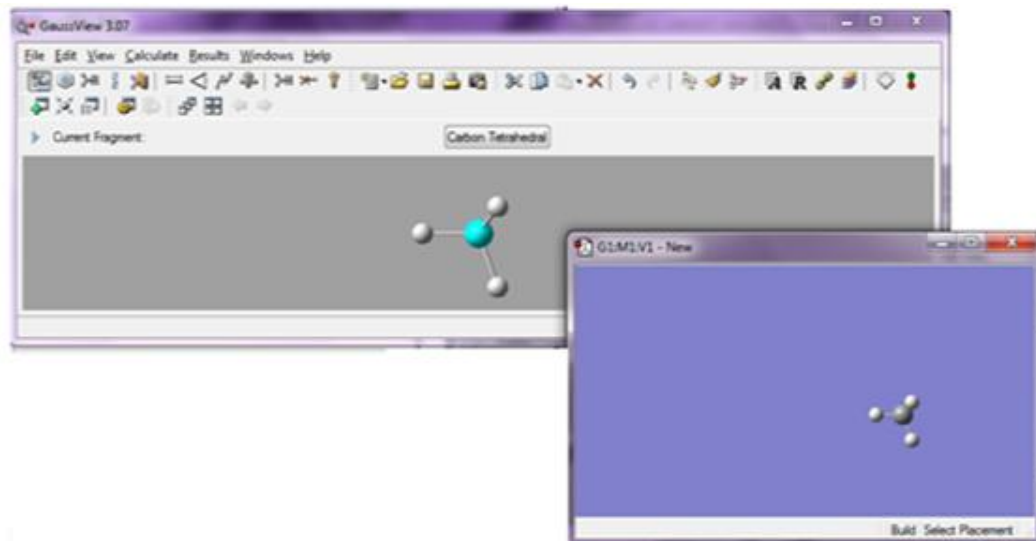 GaussView 3.07
File Edit View Calculate Results Windows Help
A R
Current Fragment:
Carbon Tetrahedral
G1:M1:V1 - New
Build Select Placement